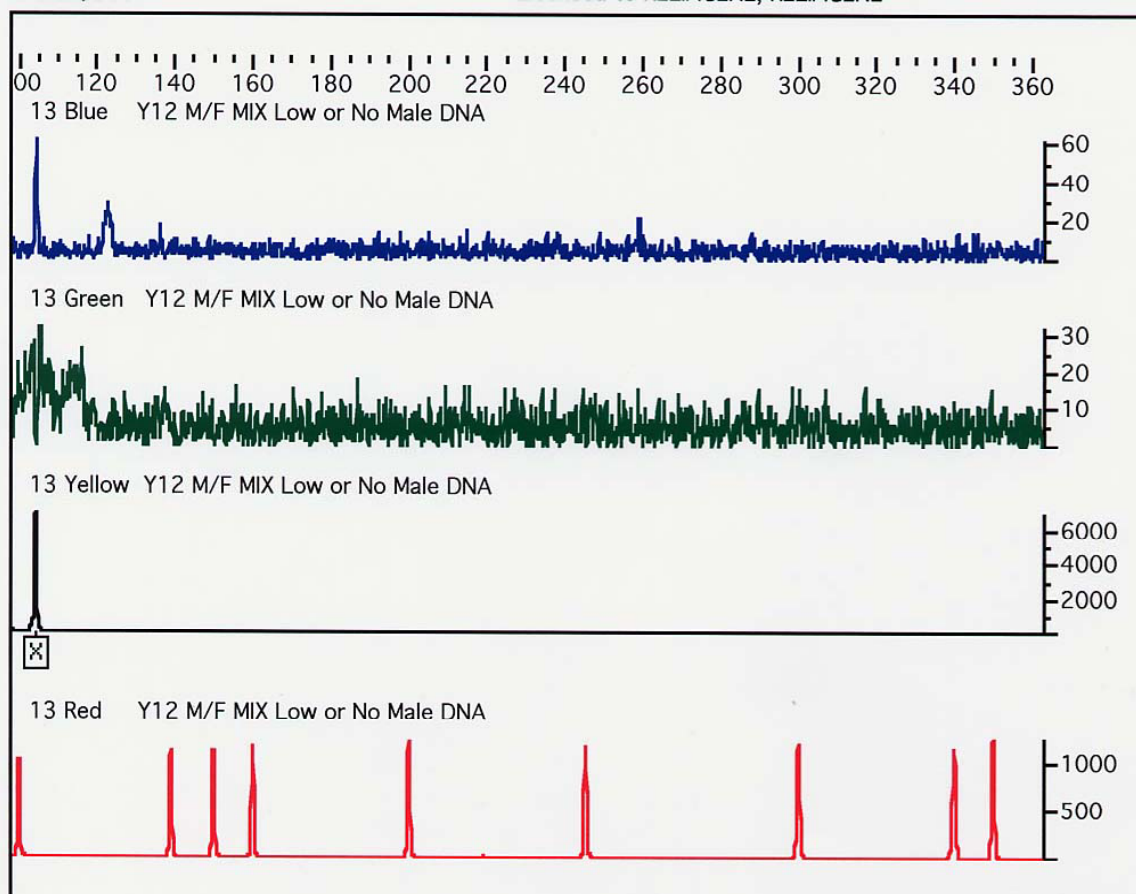 00 120 140 160 180 200 220 240 260 280 300 320 340 360
13 Blue Y12 M/F MIX Low or No Male DNA
60
40
20
13 Green Y12 M/F MIX Low or No Male DNA
30
20
10
13 Yellow Y12 M/F MIX Low or No Male DNA
6000
4000
2000
X
13 Red Y12 M/F MIX Low or No Male DNA
1000
500